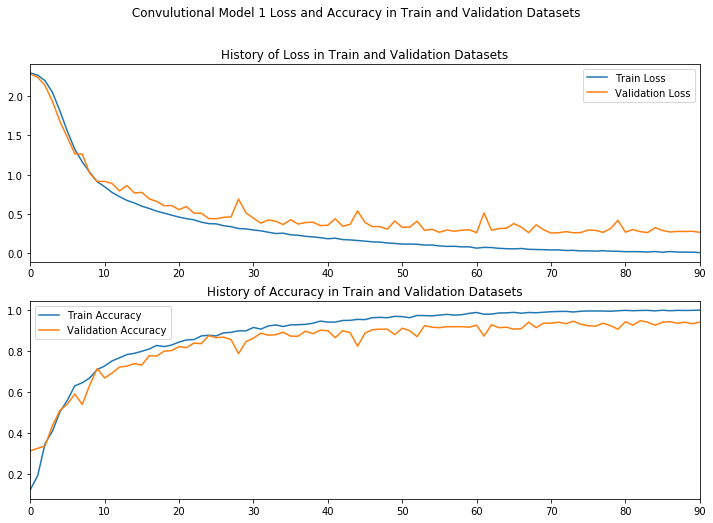 Convulutional Model 1 Loss and Accuracy in Train and Validation Datasets
History of Loss in Train and Validation Datasets
Train Loss
Validation Loss
2.0
1.5
1.0
0.5
0.0
0 10 20 30 40 50 60 70 80 90
History of Accuracy in Train and Validation Datasets
Train Accuracy
Validation Accuracy
1.0
0.8
0.6
0.4
0.2
0 10 20 30 40 50 60 70 80 90